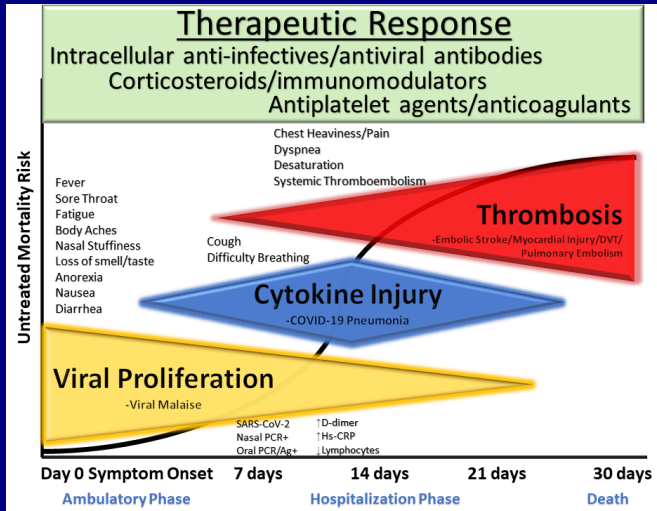 Therapeutic Response
Intracellular anti-infectives/antiviral antibodies
Corticosteroids/immunomodulators
Antiplatelet agents/anticoagulants
Untreated Mortality Risk
Chest Heaviness/Pain
Dyspnea
Desaturation
Systemic Thromboembolism
Fever
Sore Throat
Fatigue
Body Aches
Nasal Stuffiness
Loss of smell/taste
Anorexia
Nausea
Diarrhea
Cough
Difficulty Breathing
Thrombosis
-Embolic Stroke/Myocardial Injury/DVT/
Pulmonary Embolism
Cytokine Injury
-COVID-19 Pneumonia
Viral Proliferation
-Viral Malaise
SARS-CoV-2
Nasal PCR+
Oral PCR/Ag+
↑D-dimer
↑Hs-CRP
↓Lymphocytes
Day 0 Symptom Onset 7 days 14 days 21 days 30 days
Ambulatory Phase Hospitalization Phase Death